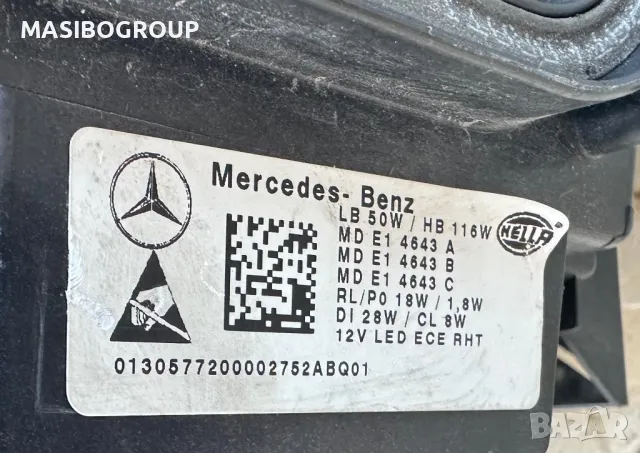 MASIBOGROUP
Mercedes- Benz
LB 50W / HB 116W
MD E1 4643 A
MD E1 4643 B
MD E1 4643 C
RL/PO 18W / 1,8W
DI 28W / CL 8W
12V LED ECE RHT
HELLA
0130577200002752ABQ01
BAZAR